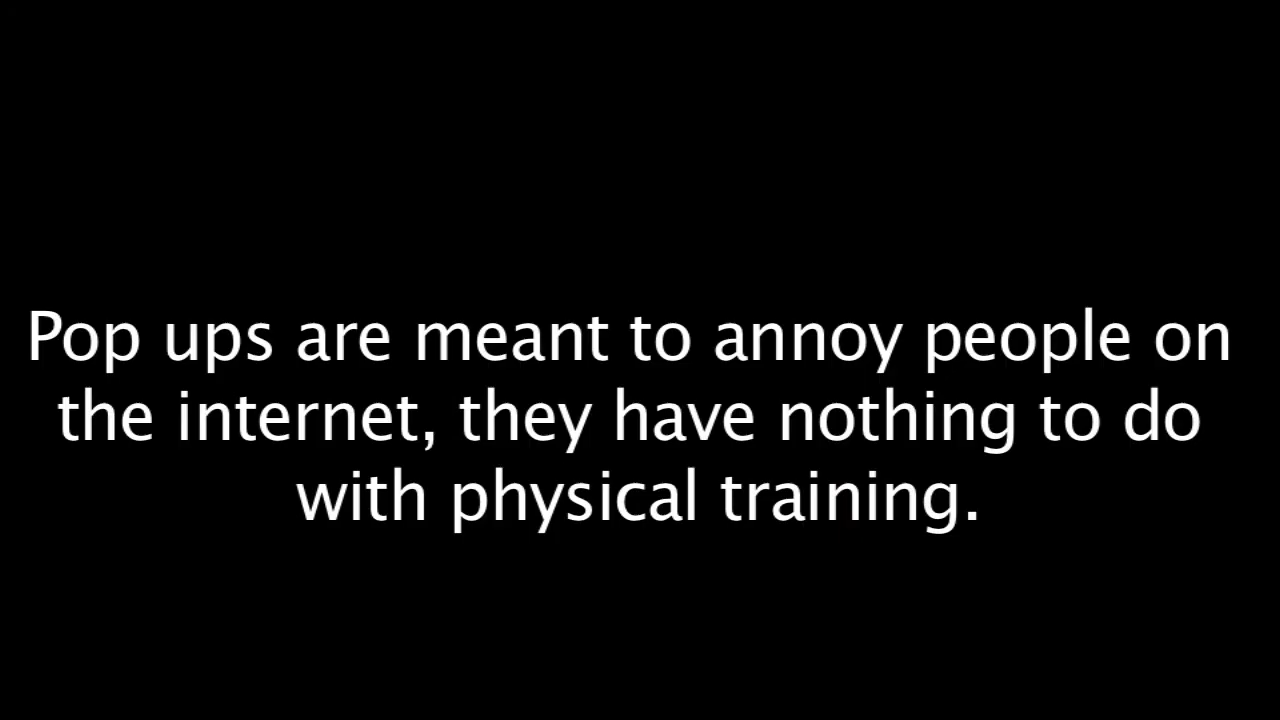 Pop ups are meant to annoy people on
the internet, they have nothing to do
with physical training.